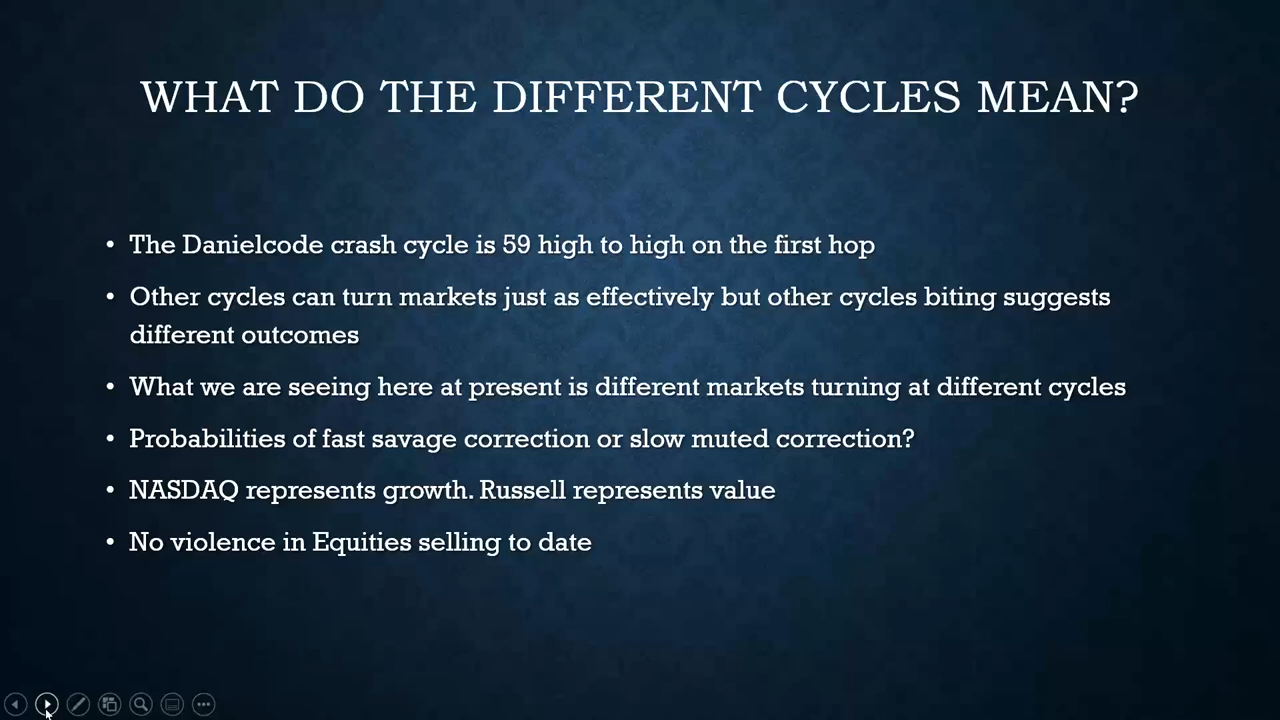 WHAT DO THE DIFFERENT CYCLES MEAN?
• The Danielcode crash cycle is 59 high to high on the first hop
• Other cycles can turn markets just as effectively but other cycles biting suggests
different outcomes
• What we are seeing here at present is different markets turning at different cycles
• Probabilities of fast savage correction or slow muted correction?
• NASDAQ represents growth. Russell represents value
• No violence in Equities selling to date